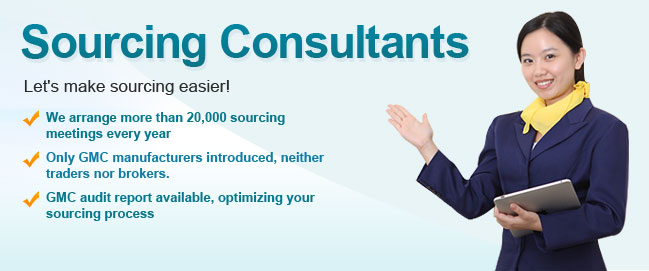 Sourcing Consultants
Let's make sourcing easier!
We arrange more than 20,000 sourcing
meetings every year
Only GMC manufacturers introduced, neither
traders nor brokers.
GMC audit report available, optimizing your
sourcing process